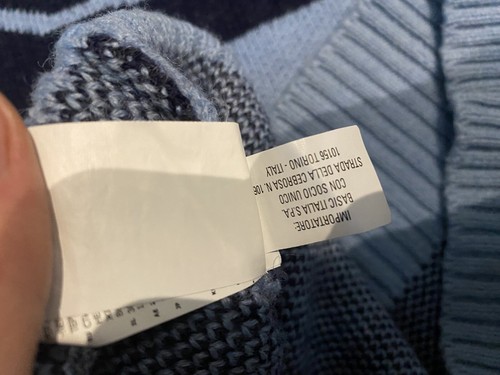 IMPORTATORE:
BASIC ITALIA S.P.A.
CON SOCIO UNICO
STRADA DELLA CEBROSA N. 106
10156 TORINO - ITALY